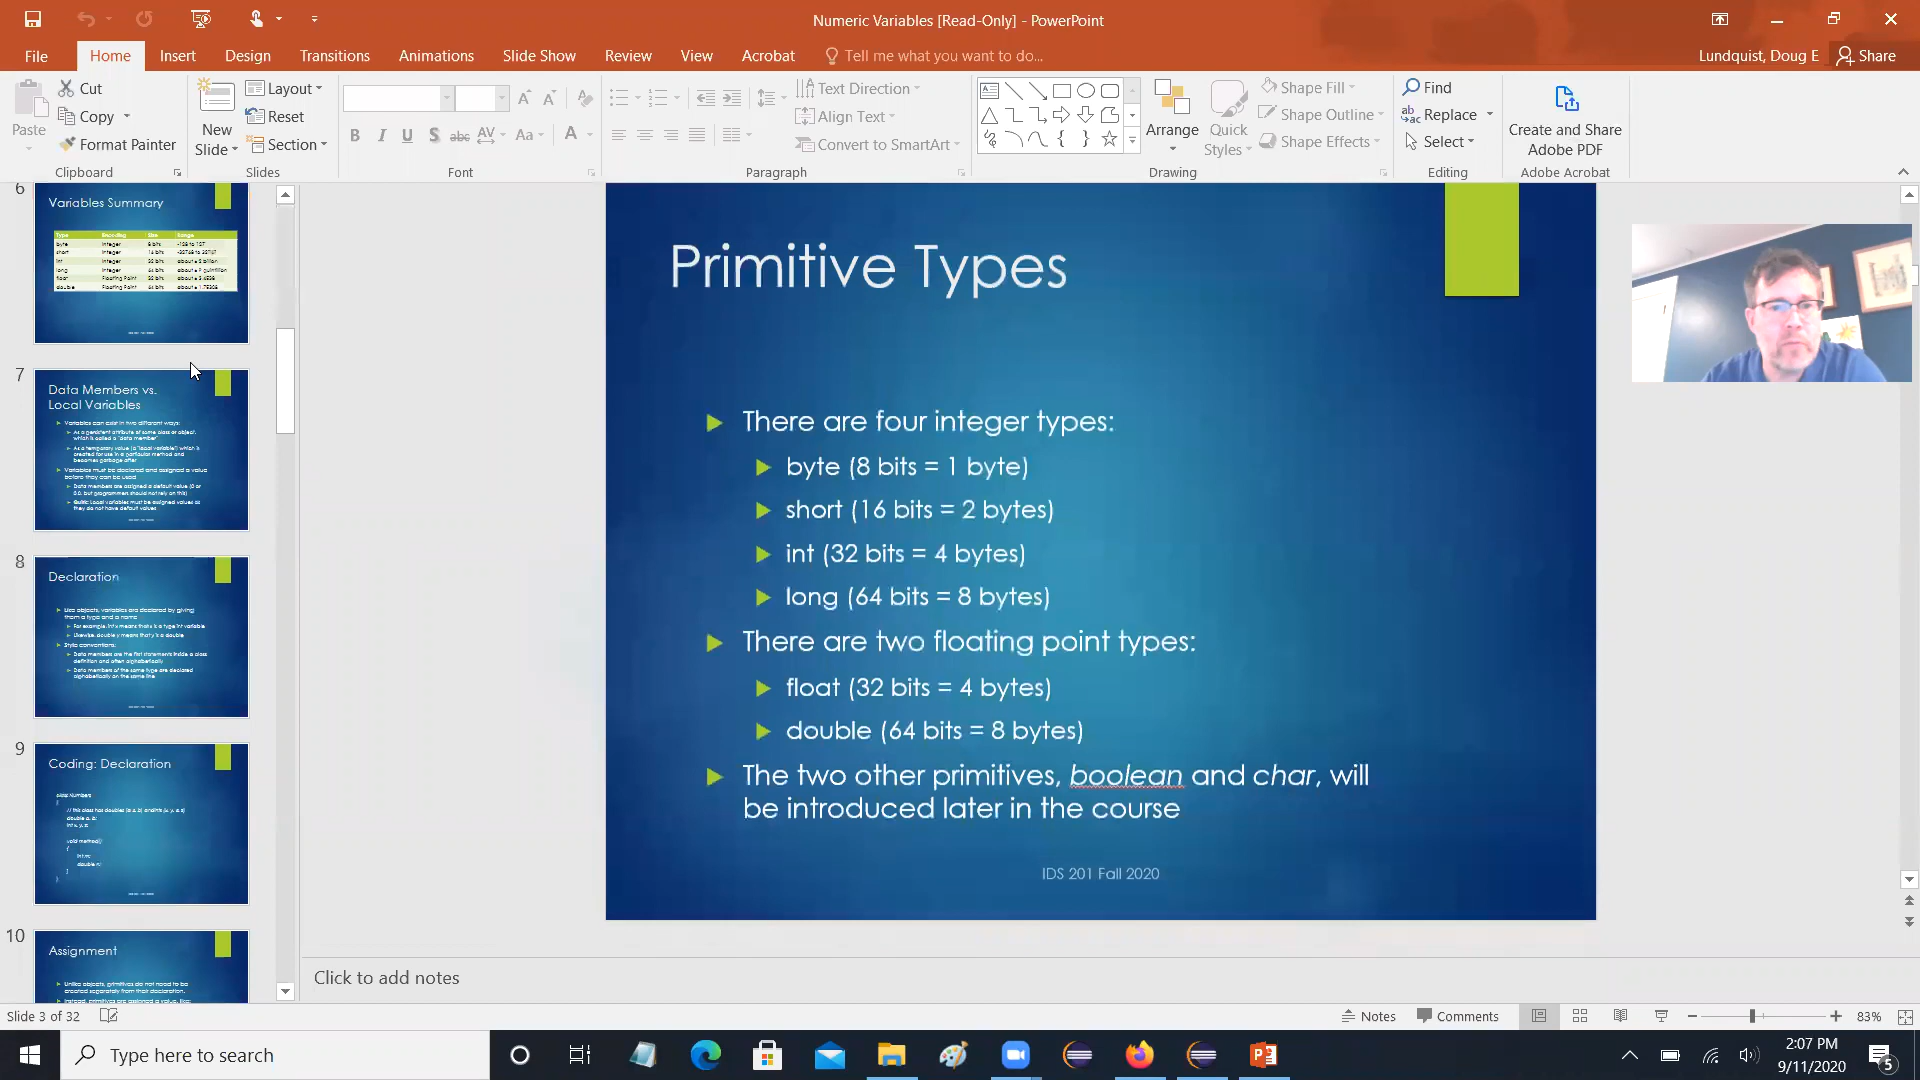 Numeric Variables [Read-Only] - PowerPoint
File
Home
Insert
Design
Transitions
Animations
Slide Show
Review
View
Acrobat
Tell me what you want to do...
Lundquist, Doug E
Share
Paste
Cut
Copy
Format Painter
Clipboard
New Slide
Layout
Reset
Section
Slides
B I U S abc AV Aa A
Font
Text Direction
Align Text
Convert to SmartArt
Paragraph
Arrange
Quick Styles
Shape Fill
Shape Outline
Shape Effects
Drawing
Find
Replace
Select
Editing
Create and Share
Adobe PDF
Adobe Acrobat
6
Variables Summary
7
Data Members vs.
Local Variables
8
Declaration
9
Coding: Declaration
10
Assignment
Primitive Types
There are four integer types:
byte (8 bits = 1 byte)
short (16 bits = 2 bytes)
int (32 bits = 4 bytes)
long (64 bits = 8 bytes)
There are two floating point types:
float (32 bits = 4 bytes)
double (64 bits = 8 bytes)
The two other primitives, boolean and char, will
be introduced later in the course
IDS 201 Fall 2020
Click to add notes
Slide 3 of 32
Notes
Comments
83%
Type here to search
2:07 PM
9/11/2020
5